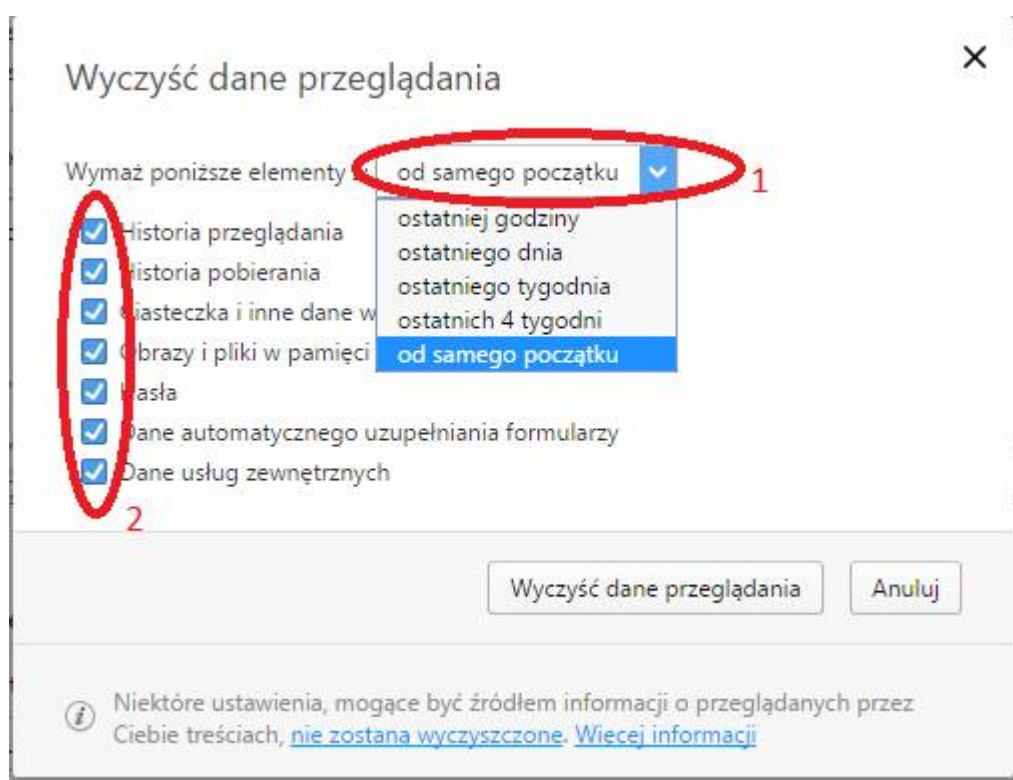 Wyczyść dane przeglądania
Wymaż poniższe elementy od samego początku 1
ostatniej godziny
Historia przeglądania
ostatniego dnia
Historia pobierania
ostatniego tygodnia
Ciasteczka i inne dane w
ostatnich 4 tygodni
Obrazy i pliki w pamięci
od samego początku
Hasła
Dane automatycznego uzupełniania formularzy
Dane usług zewnętrznych
2
Wyczyść dane przeglądania Anuluj
Niektóre ustawienia, mogące być źródłem informacji o przeglądanych przez
Ciebie treściach, nie zostaną wyczyszczone. Więcej informacji